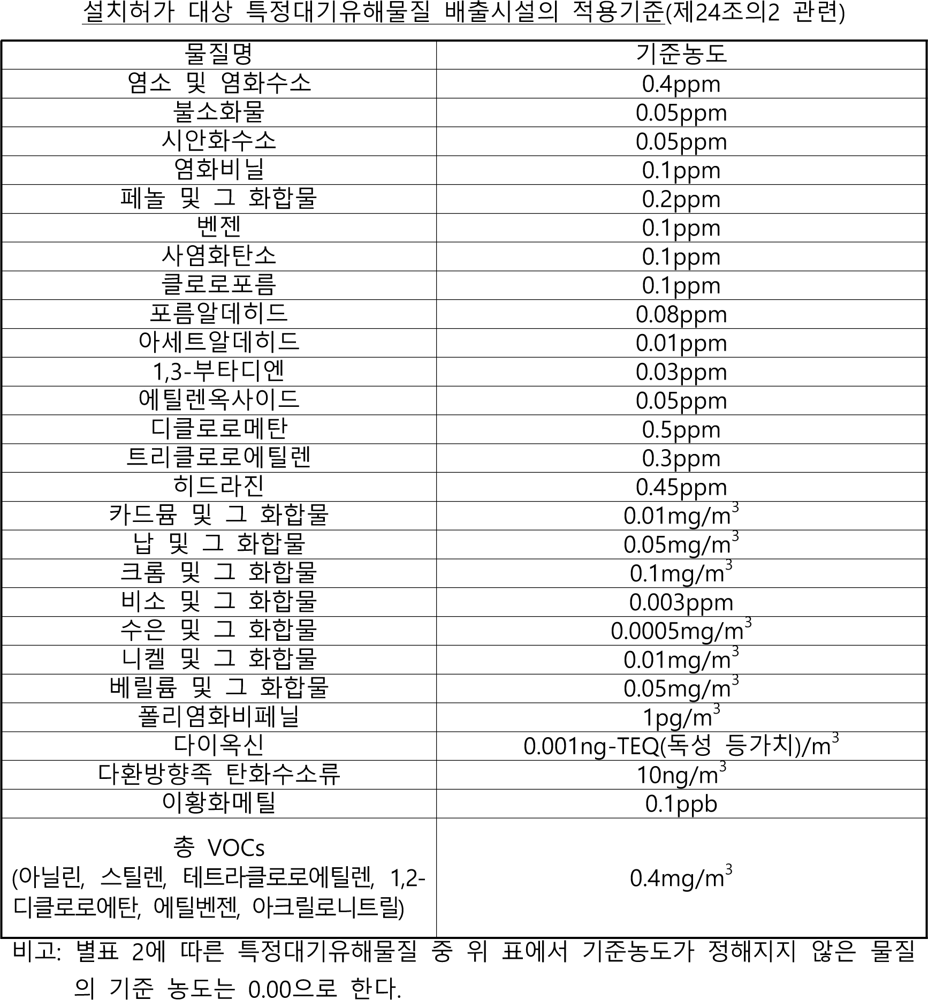 설치허가 대상 특정대기유해물질 배출시설의 적용기준(제24조의2 관련)
물질명 기준농도
염소 및 염화수소 0.4ppm
불소화물 0.05ppm
시안화수소 0.05ppm
염화비닐 0.1ppm
페놀 및 그 화합물 0.2ppm
벤젠 0.1ppm
사염화탄소 0.1ppm
클로로포름 0.1ppm
포름알데히드 0.08ppm
아세트알데히드 0.01ppm
1,3-부타디엔 0.03ppm
에틸렌옥사이드 0.05ppm
디클로로메탄 0.5ppm
트리클로로에틸렌 0.3ppm
히드라진 0.45ppm
카드뮴 및 그 화합물 0.01mg/m³
납 및 그 화합물 0.05mg/m³
크롬 및 그 화합물 0.1mg/m³
비소 및 그 화합물 0.003ppm
수은 및 그 화합물 0.0005mg/m³
니켈 및 그 화합물 0.01mg/m³
베릴륨 및 그 화합물 0.05mg/m³
폴리염화비페닐 1pg/m³
다이옥신 0.001ng-TEQ(독성 등가치)/m³
다환방향족 탄화수소류 10ng/m³
이황화메틸 0.1ppb
총 VOCs
(아닐린, 스틸렌, 테트라클로로에틸렌, 1,2-
디클로로에탄, 에틸벤젠, 아크릴로니트릴)
0.4mg/m³
비고: 별표 2에 따른 특정대기유해물질 중 위 표에서 기준농도가 정해지지 않은 물질
의 기준 농도는 0.00으로 한다.